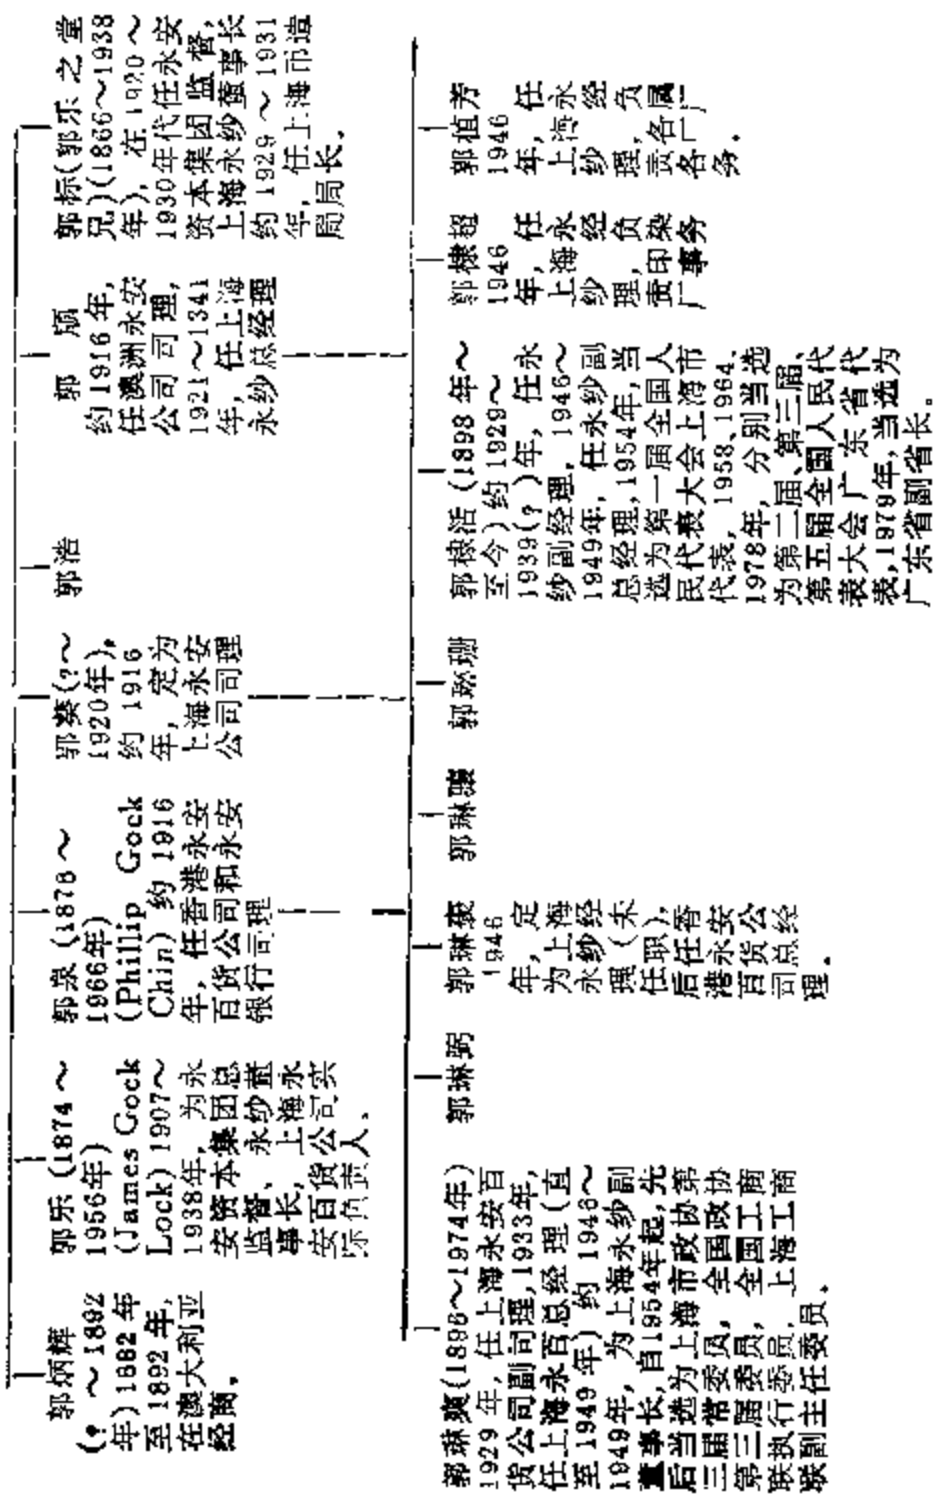 郭炳辉
(?～1892
年)1882年
至1892年,
在澳大利亚
经商。
郭乐(1874～
1956年)
(James Gock
Lock)1907～
1938年,为永
安资本集团总
监督、永纱董
事长,上海永
安百货公司实
际负责人。
郭泉(1878～
1966年)
(Phillip Gock
Chin)约1916
年,任香港永安
百货公司和永安
银行司理
郭葵(?～
1920年),
约1916
年,定为
上海永安
公司司理
郭浩
郭顺
约1916年,
任澳洲永安
公司司理,
1921～1941
年,任上海
永纱总经理
郭标(郭乐之堂
兄)(1866～1938
年),在1920～
1930年代任永安
资本集团监督,
上海永纱董事长
约1929～1931
年,任上海币造
局局长。
郭琳爽(1896～1974年)
1929年,任上海永安百
货公司副司理,1933年,
任上海永百总经理(直
至1949年)约1946～
1949年,为上海永纱副
董事长,自1954年起,先
后当选为上海市政协第
三届常委员,全国政协
第三届委员,全国工商
联执行委员,上海工商
联副主任委员。
郭琳弼
郭琳褒
1946
年,定
为上海
永纱经
理(未
任职),
后任香
港永安
百货公
司总经
理。
郭琳骧
郭琳珊
郭棣活(1898年～
至今)约1929～
1939(?)年,任永
纱副经理,1946～
1949年,任永纱副
总经理,1954年,当
选为第一届全国人
民代表大会上海市
代表,1958、1964、
1978年,分别当选
为第二届、第三届、
第五届全国人民代
表大会广东省代
表,1979年,当选为
广东省副省长。
郭棣超
1946
年,任
上海永
纱经
理,负
责印染
厂事务
郭植芳
1946
年,任
上海永
纱经
理,负
责各属
各厂
务。